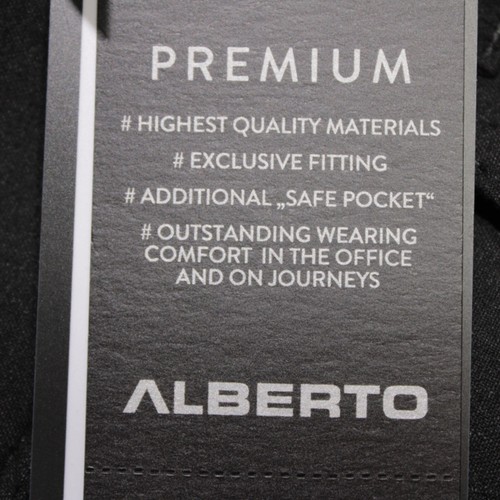 PREMIUM
# HIGHEST QUALITY MATERIALS
# EXCLUSIVE FITTING
# ADDITIONAL „SAFE POCKET“
# OUTSTANDING WEARING
COMFORT IN THE OFFICE
AND ON JOURNEYS
ALBERTO